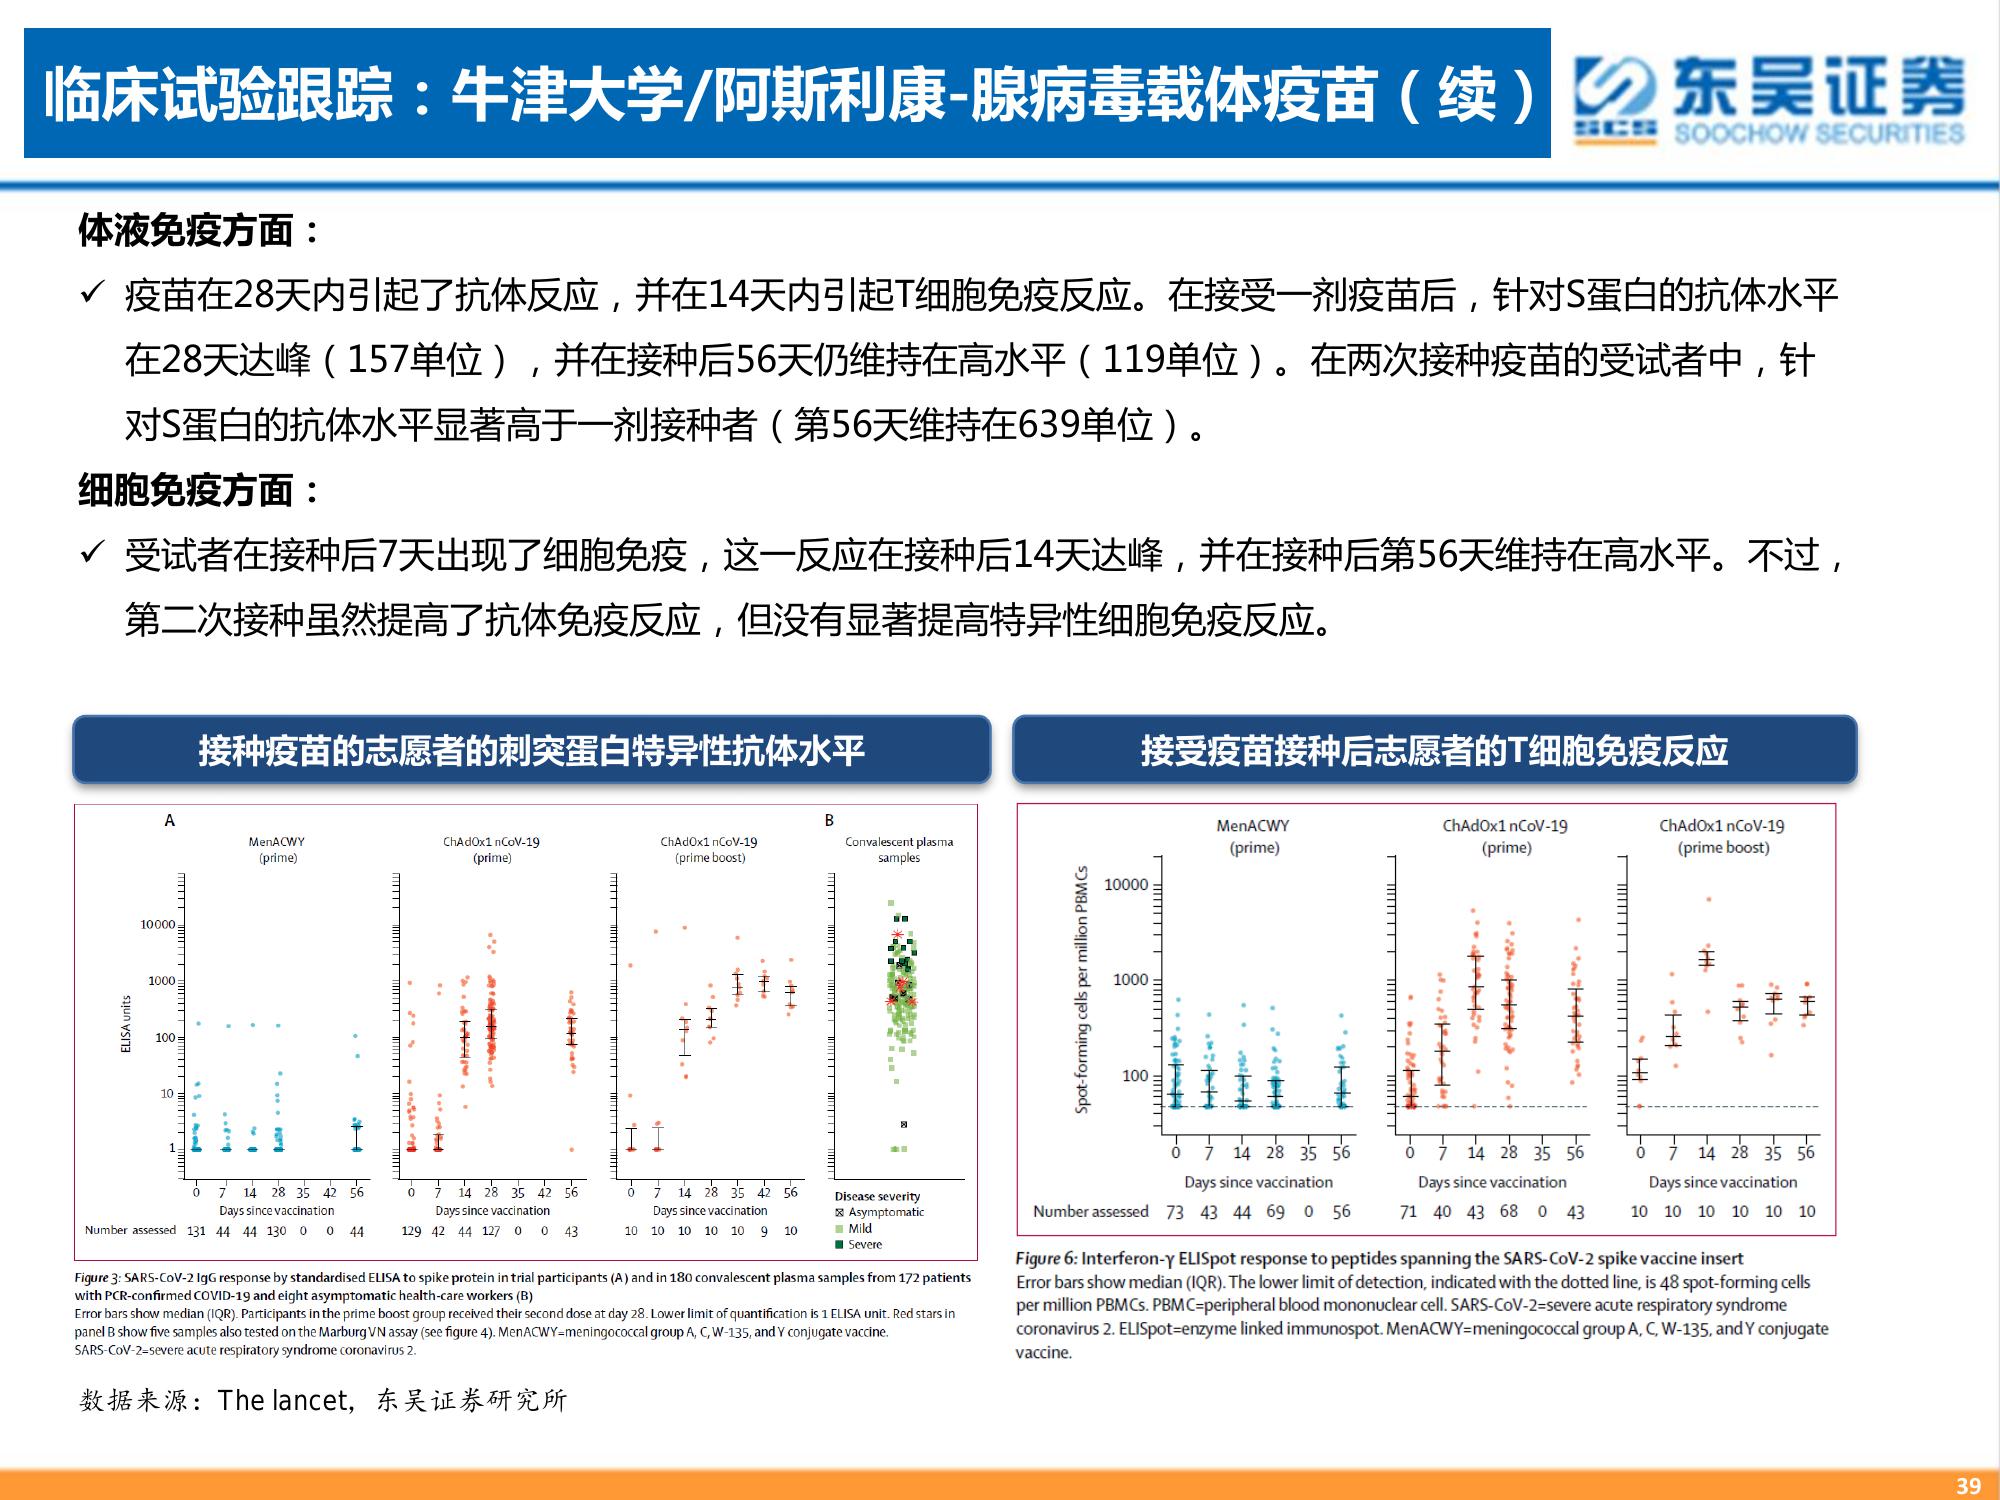 临床试验跟踪：牛津大学/阿斯利康-腺病毒载体疫苗（续）
SCS
东吴证券
SOOCHOW SECURITIES
体液免疫方面：
✓ 疫苗在28天内引起了抗体反应，并在14天内引起T细胞免疫反应。在接受一剂疫苗后，针对S蛋白的抗体水平
在28天达峰（157单位），并在接种后56天仍维持在高水平（119单位）。在两次接种疫苗的受试者中，针
对S蛋白的抗体水平显著高于一剂接种者（第56天维持在639单位）。
细胞免疫方面：
✓ 受试者在接种后7天出现了细胞免疫，这一反应在接种后14天达峰，并在接种后第56天维持在高水平。不过，
第二次接种虽然提高了抗体免疫反应，但没有显著提高特异性细胞免疫反应。
接种疫苗的志愿者的刺突蛋白特异性抗体水平
A
B
MenACWY
(prime)
ChAdOx1 nCoV-19
(prime)
ChAdOx1 nCoV-19
(prime boost)
Convalescent plasma
samples
ELISA units
10 000
1000
100
10
1
0 7 14 28 35 42 56
0 7 14 28 35 42 56
0 7 14 28 35 42 56
Days since vaccination
Days since vaccination
Days since vaccination
Number assessed 131 44 44 130 0 0 44
129 42 44 127 0 0 43
10 10 10 10 10 9 10
Disease severity
Asymptomatic
Mild
Severe
Figure 3: SARS-CoV-2 IgG response by standardised ELISA to spike protein in trial participants (A) and in 180 convalescent plasma samples from 172 patients
with PCR-confirmed COVID-19 and eight asymptomatic health-care workers (B)
Error bars show median (IQR). Participants in the prime boost group received their second dose at day 28. Lower limit of quantification is 1 ELISA unit. Red stars in
panel B show five samples also tested on the Marburg VN assay (see figure 4). MenACWY=meningococcal group A, C, W-135, and Y conjugate vaccine.
SARS-CoV-2=severe acute respiratory syndrome coronavirus 2.
接受疫苗接种后志愿者的T细胞免疫反应
MenACWY
(prime)
ChAdOx1 nCoV-19
(prime)
ChAdOx1 nCoV-19
(prime boost)
Spot-forming cells per million PBMCs
10000
1000
100
0 7 14 28 35 56
0 7 14 28 35 56
0 7 14 28 35 56
Days since vaccination
Days since vaccination
Days since vaccination
Number assessed 73 43 44 69 0 56
71 40 43 68 0 43
10 10 10 10 10 10
Figure 6: Interferon-γ ELISpot response to peptides spanning the SARS-CoV-2 spike vaccine insert
Error bars show median (IQR). The lower limit of detection, indicated with the dotted line, is 48 spot-forming cells
per million PBMCs. PBMC=peripheral blood mononuclear cell. SARS-CoV-2=severe acute respiratory syndrome
coronavirus 2. ELISpot=enzyme linked immunospot. MenACWY=meningococcal group A, C, W-135, and Y conjugate
vaccine.
数据来源：The lancet，东吴证券研究所
39